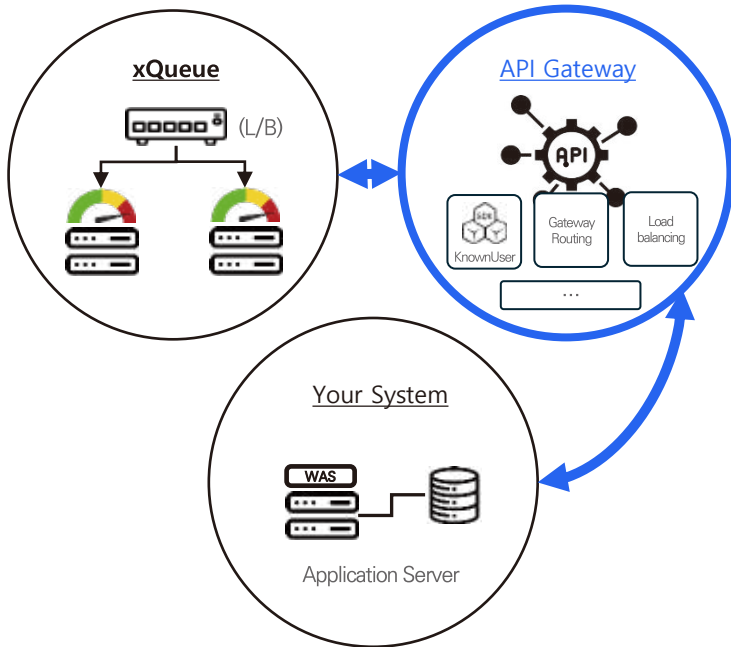 xQueue
(L/B)
API Gateway
API
SDK
KnownUser
Gateway
Routing
Load
balancing
...
Your System
WAS
Application Server